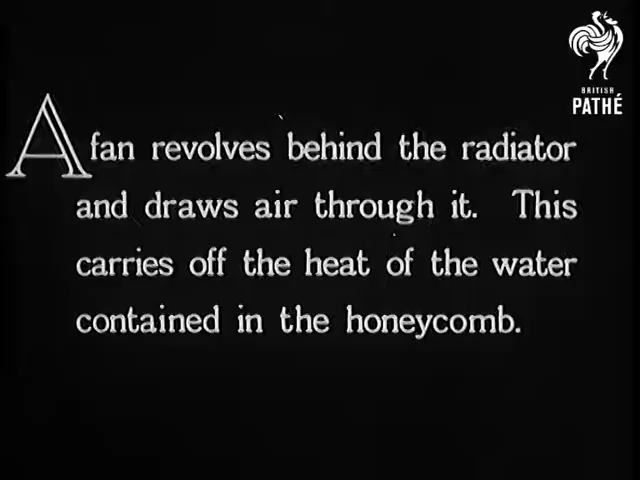 BRITISH
PATHÉ
A fan revolves behind the radiator
and draws air through it. This
carries off the heat of the water
contained in the honeycomb.